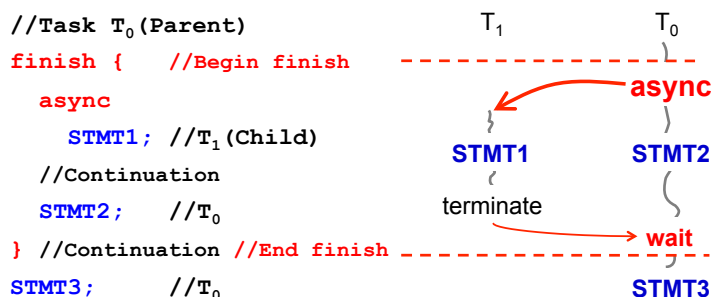 //Task T₀(Parent)
finish { //Begin finish
async
STMT1; //T₁(Child)
//Continuation
STMT2; //T₀
} //Continuation //End finish
STMT3; //T₀
T₁ T₀
async
STMT1 STMT2
terminate
wait
STMT3